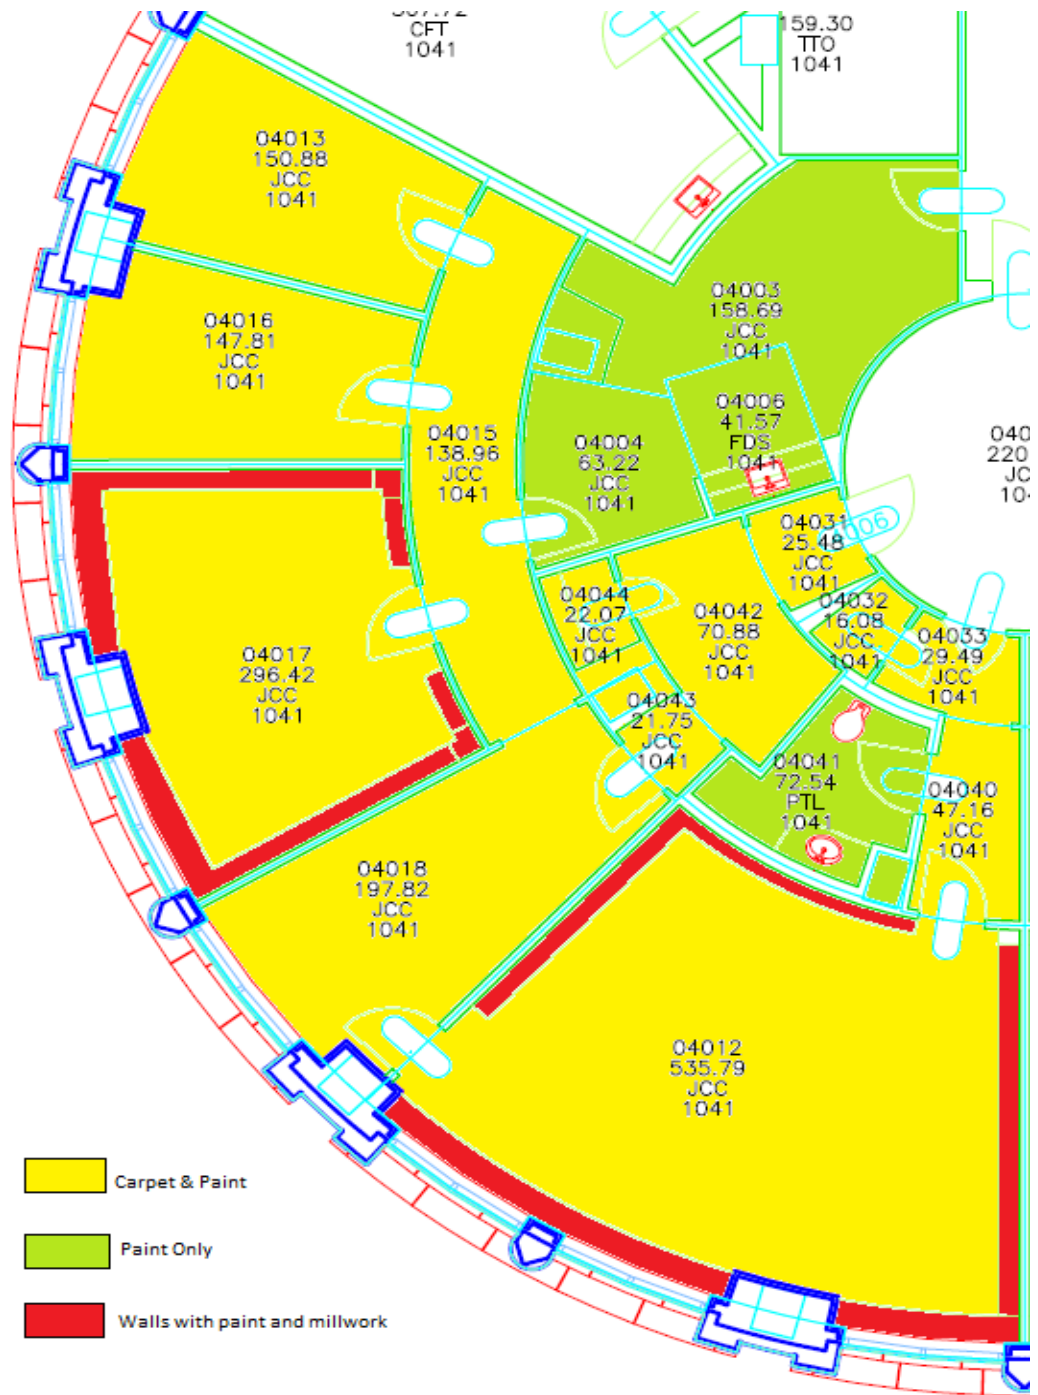 CFT
1041
159.30
TTO
1041
04013
150.88
JCC
1041
04003
158.69
JCC
1041
04016
147.81
JCC
1041
04006
41.57
FDS
1041
04015
138.96
JCC
1041
04004
63.22
JCC
1041
04031
25.48
JCC
1041
006
04044
22.07
JCC
1041
04042
70.88
JCC
1041
04032
16.08
JCC
1041
04033
29.49
JCC
1041
04017
296.42
JCC
1041
04043
21.75
JCC
1041
04041
72.54
PTL
1041
04040
47.16
JCC
1041
04018
197.82
JCC
1041
04012
535.79
JCC
1041
Carpet & Paint
Paint Only
Walls with paint and millwork